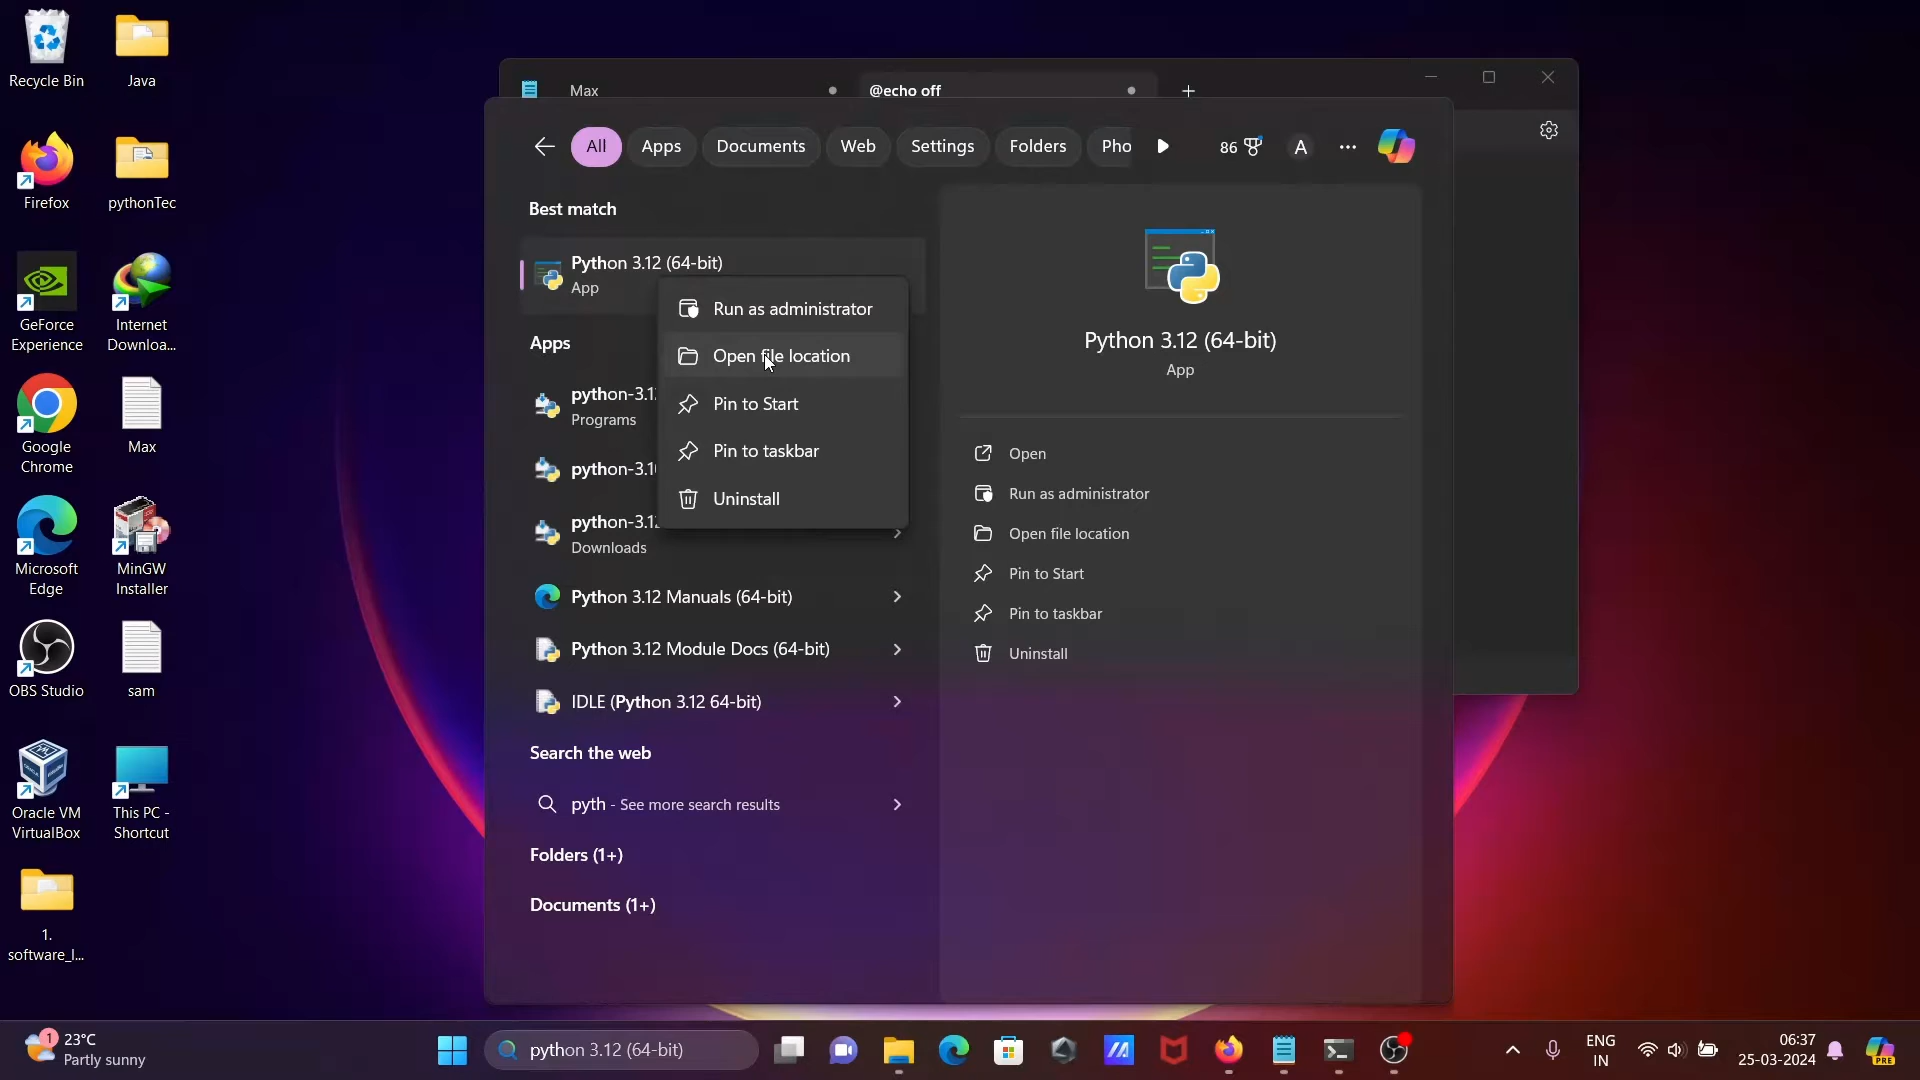 Recycle Bin
Java
Firefox
pythonTec
GeForce
Experience
Internet
Downloa...
Google
Chrome
Max
Microsoft
Edge
MinGW
Installer
OBS Studio
sam
Oracle VM
VirtualBox
This PC -
Shortcut
1.
software_l...
Max
@echo off
All
Apps
Documents
Web
Settings
Folders
Pho
86
A
Best match
Python 3.12 (64-bit)
App
Run as administrator
Open file location
Pin to Start
Pin to taskbar
Uninstall
Apps
python-3.1
Programs
python-3.1
python-3.12
Downloads
Python 3.12 Manuals (64-bit)
Python 3.12 Module Docs (64-bit)
IDLE (Python 3.12 64-bit)
Search the web
pyth - See more search results
Folders (1+)
Documents (1+)
Python 3.12 (64-bit)
App
Open
Run as administrator
Open file location
Pin to Start
Pin to taskbar
Uninstall
1
23°C
Partly sunny
python 3.12 (64-bit)
ENG
IN
06:37
25-03-2024
PRE